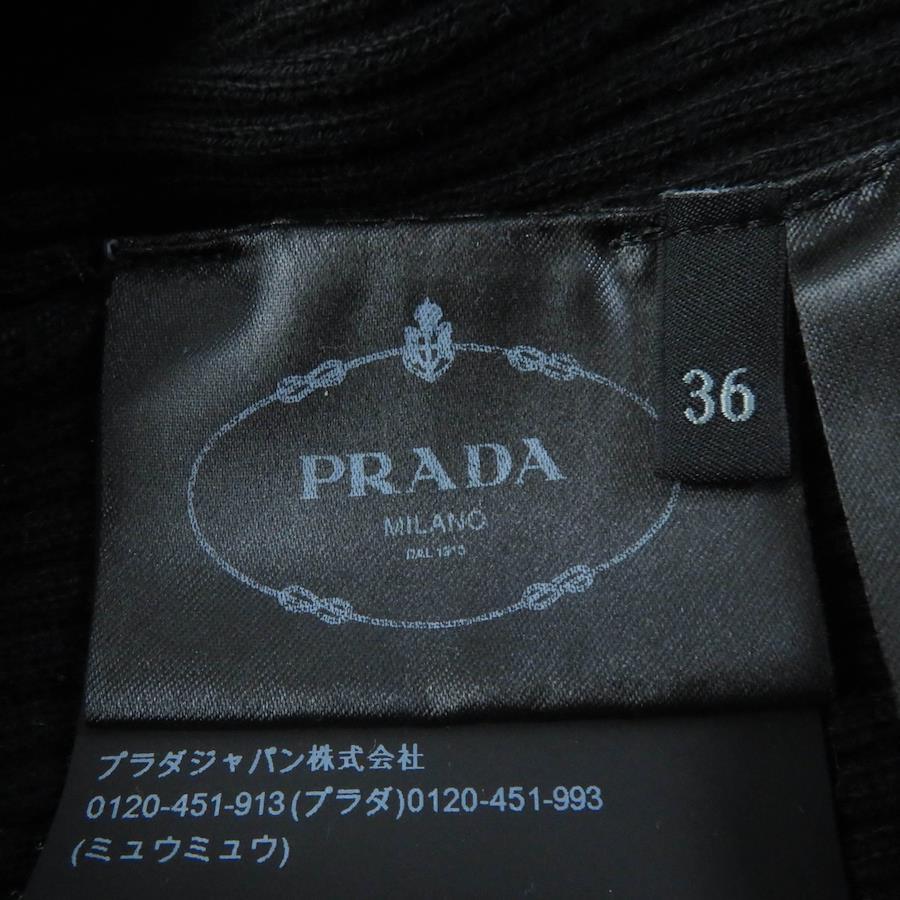 36
PRADA
MILANO
DAL 1913
プラダジャパン株式会社
0120-451-913(プラダ)0120-451-993
(ミュウミュウ)